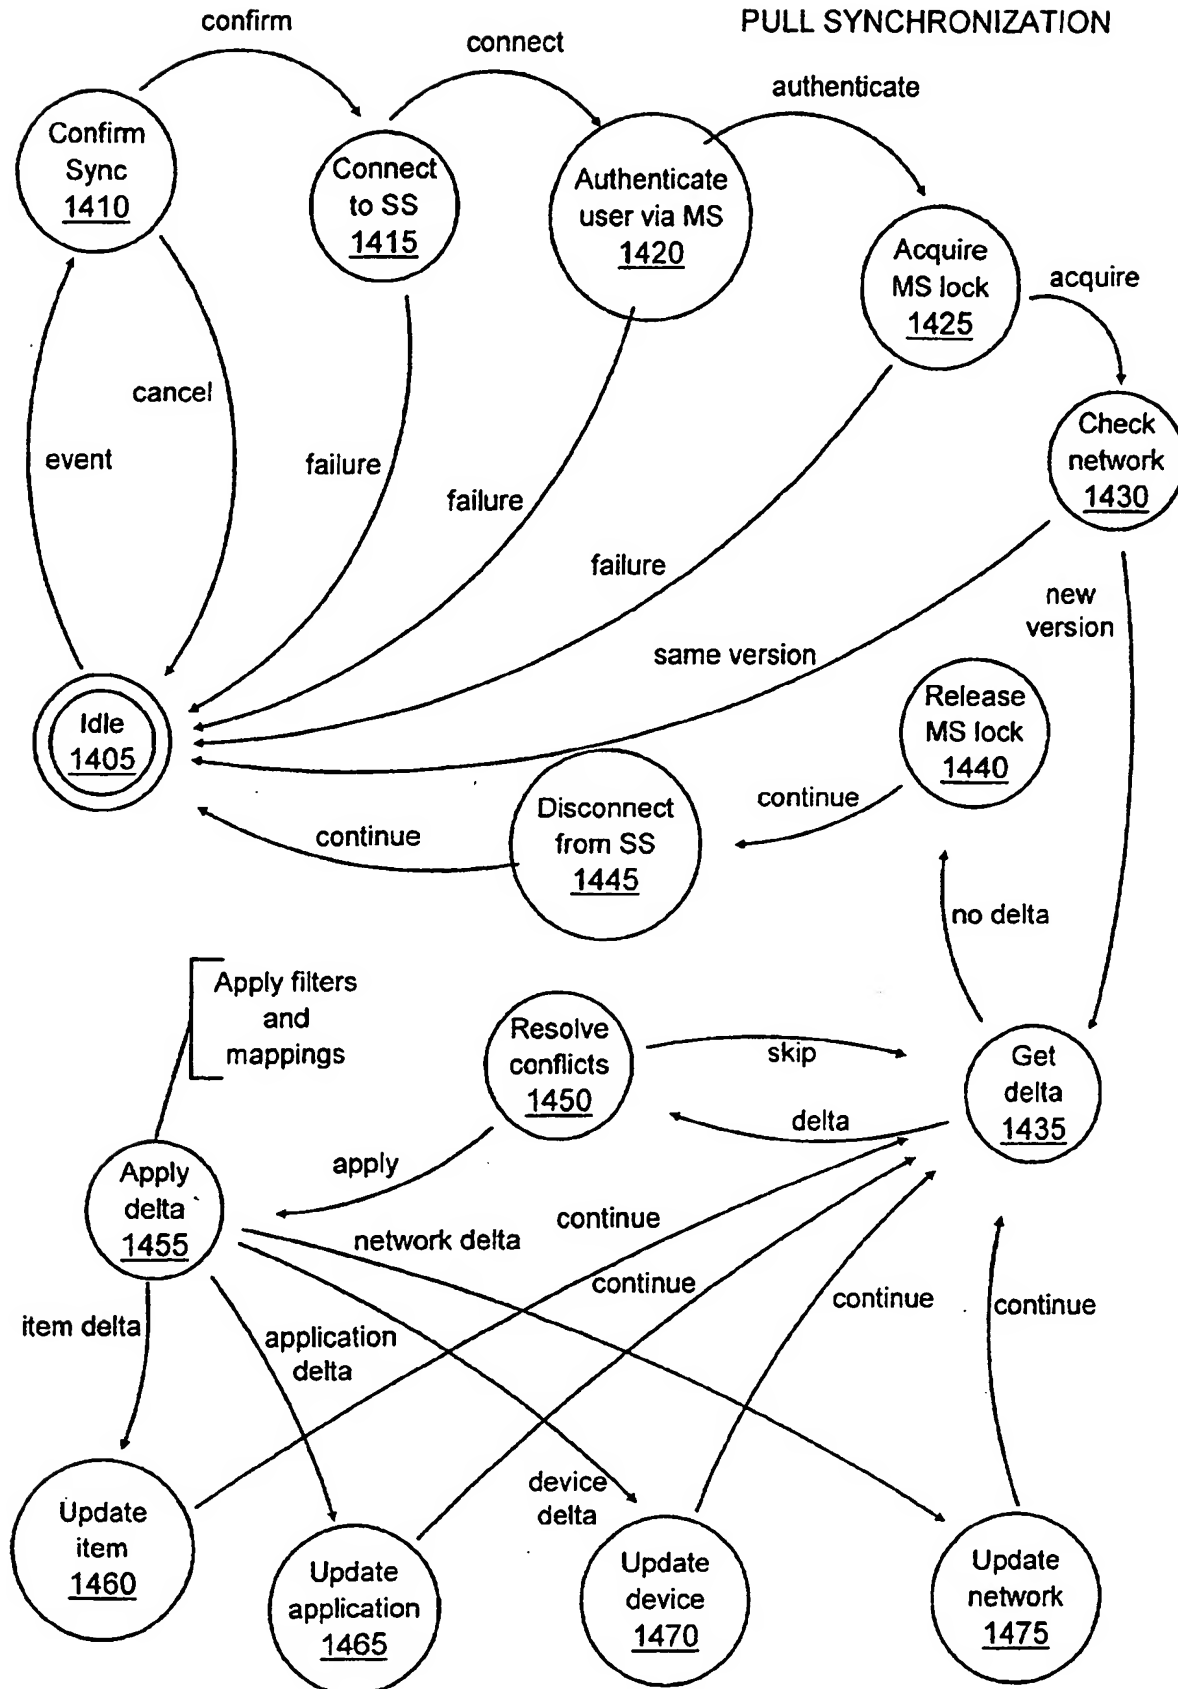 PULL SYNCHRONIZATION
confirm
connect
authenticate
Confirm
Sync
1410
Connect
to SS
1415
Authenticate
user via MS
1420
Acquire
MS lock
1425
acquire
event
cancel
failure
failure
failure
Check
network
1430
same version
new
version
Idle
1405
Release
MS lock
1440
continue
Disconnect
from SS
1445
continue
no delta
Apply filters
and
mappings
Resolve
conflicts
1450
skip
delta
Get
delta
1435
apply
Apply
delta
1455
network delta
continue
continue
continue
continue
item delta
application
delta
device
delta
Update
item
1460
Update
application
1465
Update
device
1470
Update
network
1475